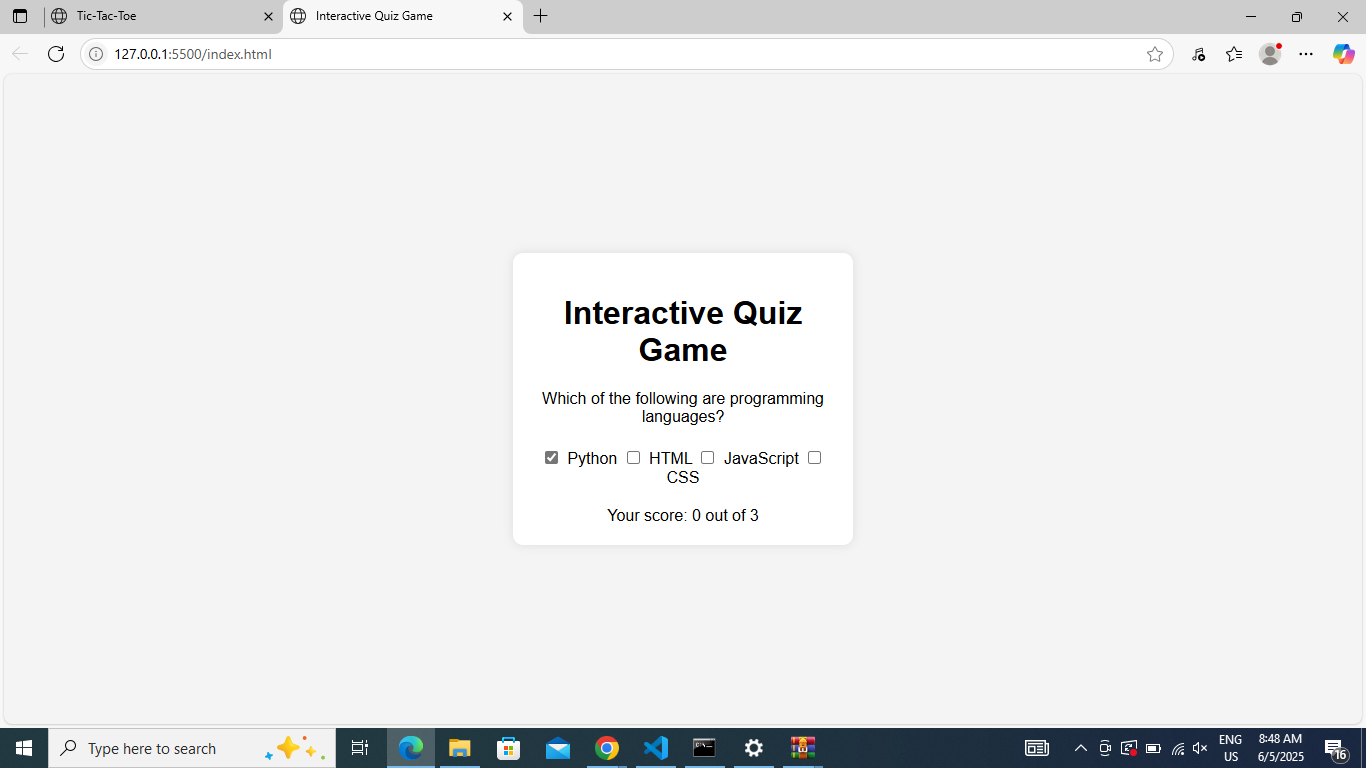 Tic-Tac-Toe
Interactive Quiz Game
127.0.0.1:5500/index.html
Interactive Quiz
Game
Which of the following are programming
languages?
Python HTML JavaScript
CSS
Your score: 0 out of 3
Type here to search
ENG
US
8:48 AM
6/5/2025
16